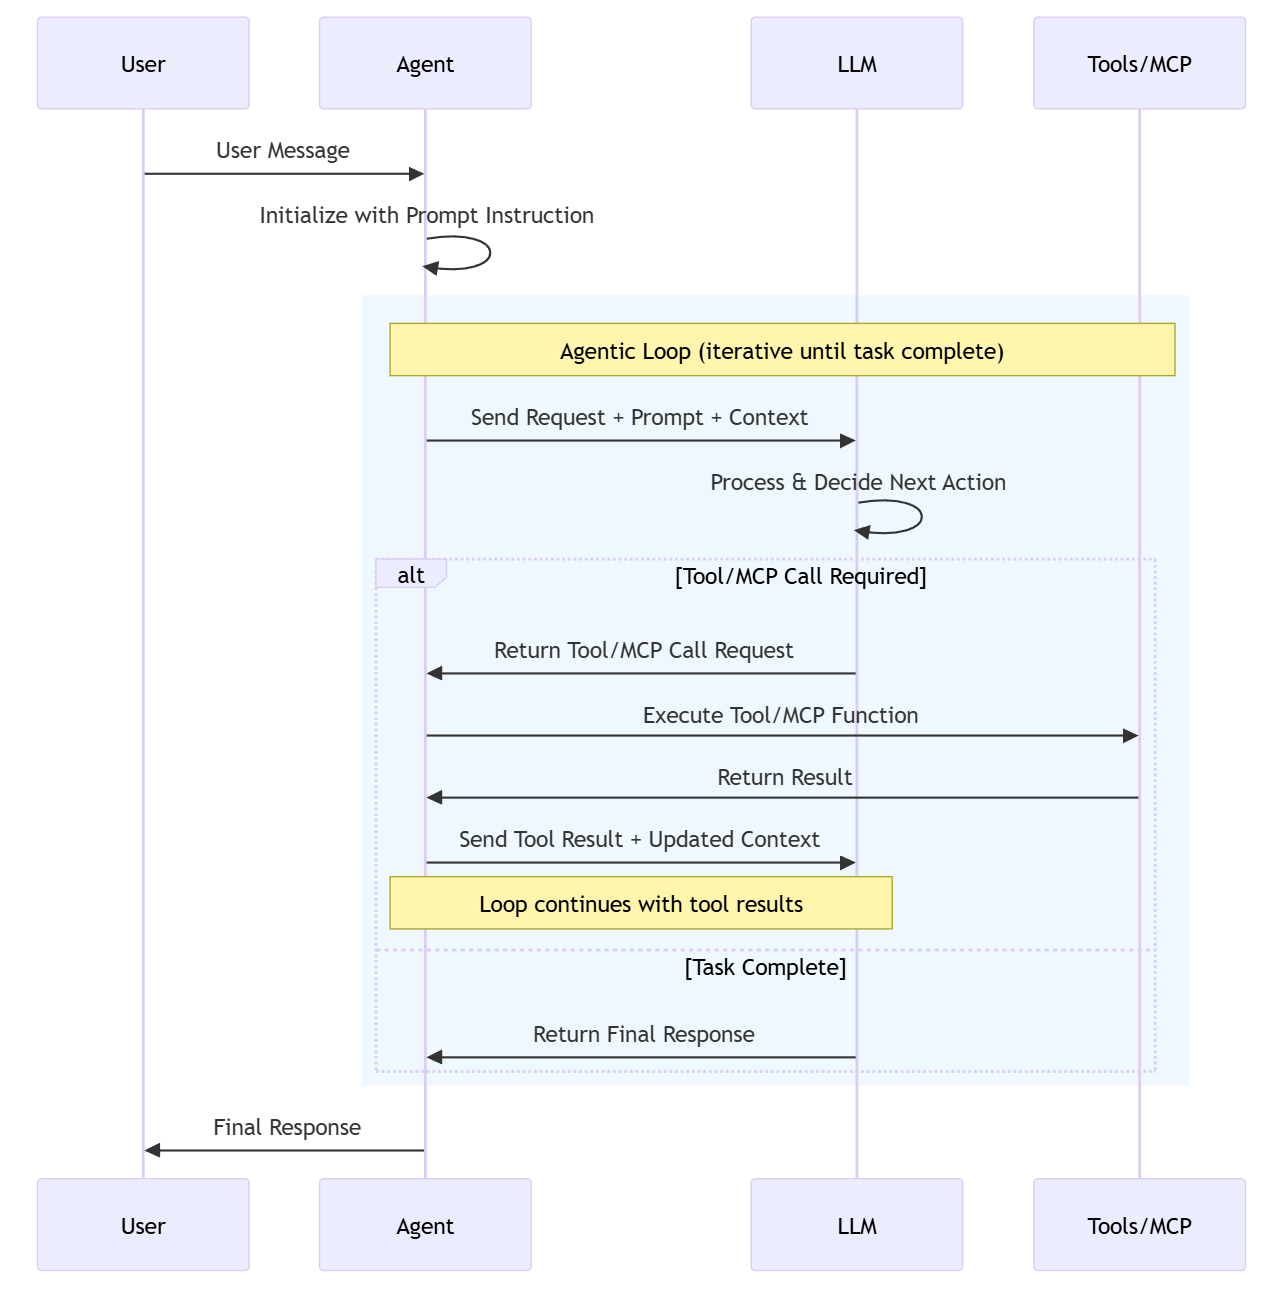 User
Agent
LLM
Tools/MCP
User Message
Initialize with Prompt Instruction
Agentic Loop (iterative until task complete)
Send Request + Prompt + Context
Process & Decide Next Action
alt
[Tool/MCP Call Required]
Return Tool/MCP Call Request
Execute Tool/MCP Function
Return Result
Send Tool Result + Updated Context
Loop continues with tool results
[Task Complete]
Return Final Response
Final Response
User
Agent
LLM
Tools/MCP